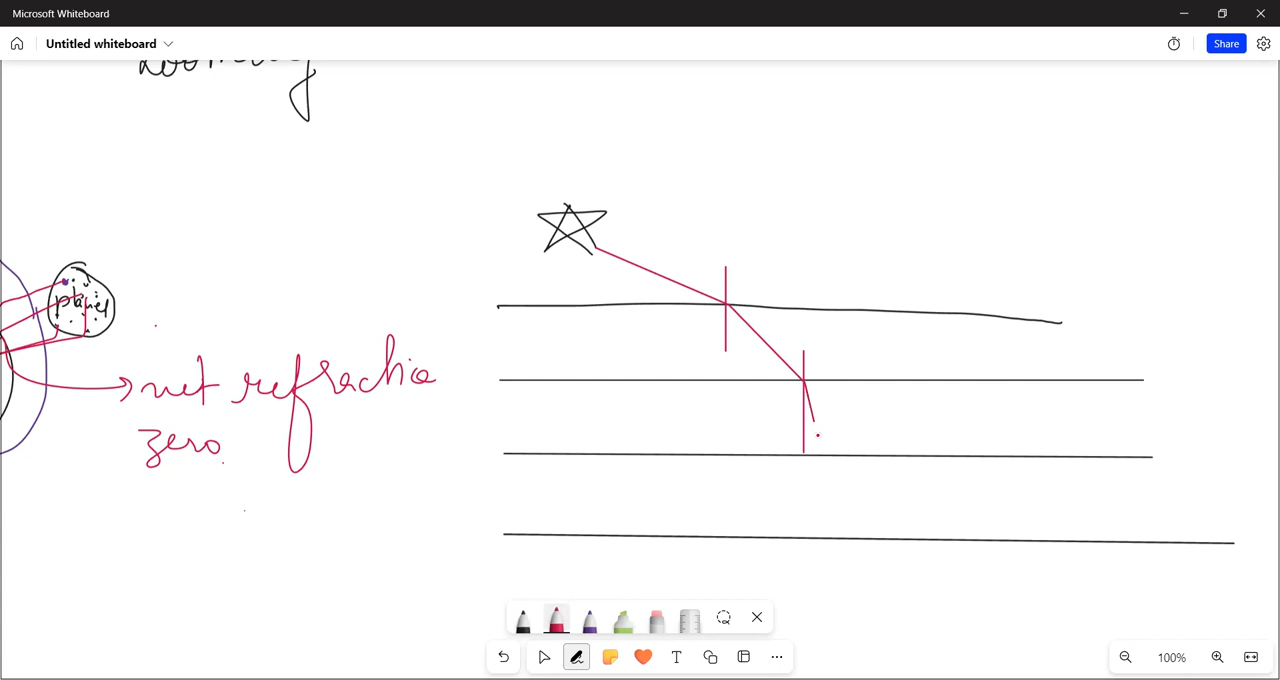 Microsoft Whiteboard
Untitled whiteboard
Share
planet
net refraction
zero.
100%